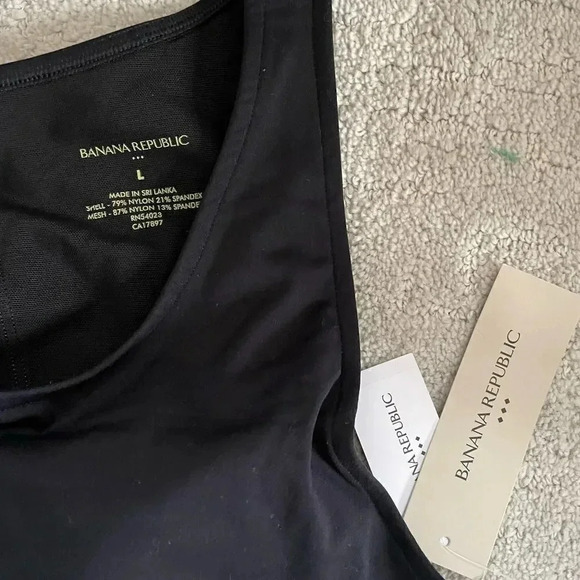 BANANA REPUBLIC
L
MADE IN SRI LANKA
SHELL - 79% NYLON 21% SPANDEX
MESH - 87% NYLON 13% SPANDE
RN54023
CA17897
BANANA REPUBLIC
BANANA REPUBLIC